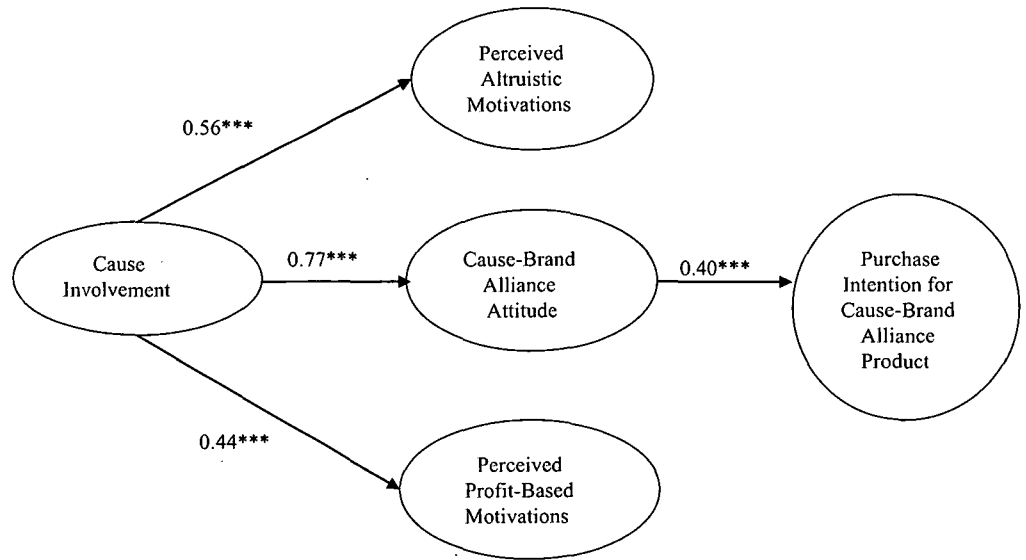 Perceived
Altruistic
Motivations
0.56***
Cause
Involvement
0.77***
Cause-Brand
Alliance
Attitude
0.40***
Purchase
Intention for
Cause-Brand
Alliance
Product
0.44***
Perceived
Profit-Based
Motivations